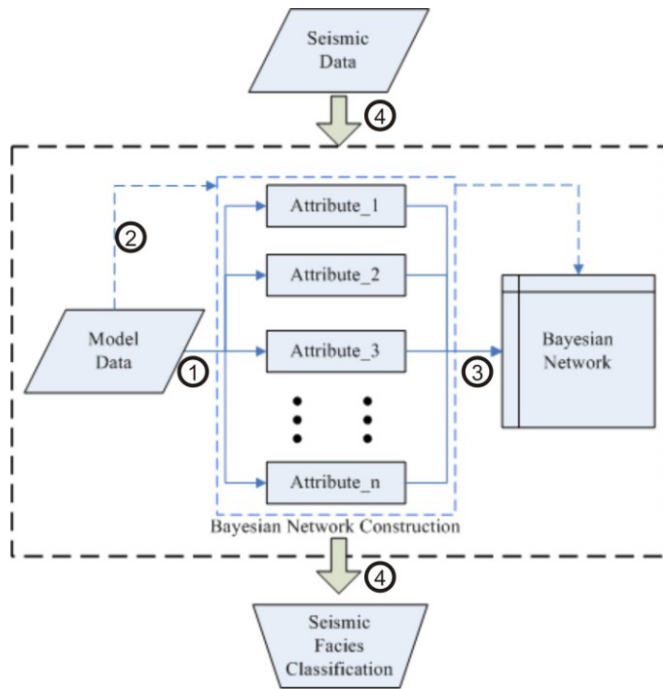 Seismic
Data
④
②
Attribute_1
Attribute_2
Model
Data
①
Attribute_3
③
Bayesian
Network
Attribute_n
Bayesian Network Construction
④
Seismic
Facies
Classification